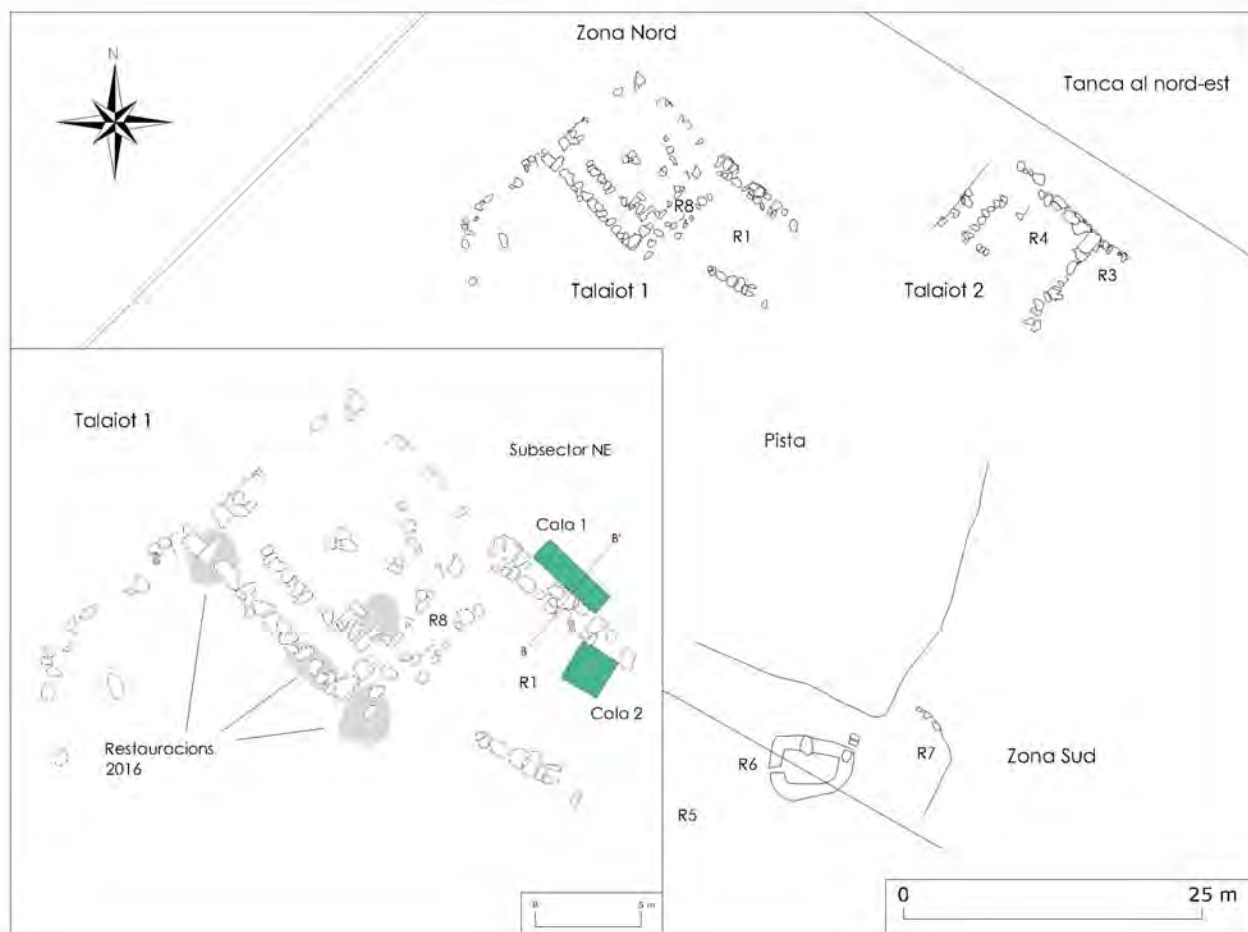 N
Zona Nord
Tanca al nord-est
R8
R1
R4
R3
Talaiot 1
Talaiot 2
Talaiot 1
Subsector NE
Cala 1
B'
R8
B
R1
Cala 2
Restauracions
2016
0 5 m
Pista
R7
R6
Zona Sud
R5
0 25 m